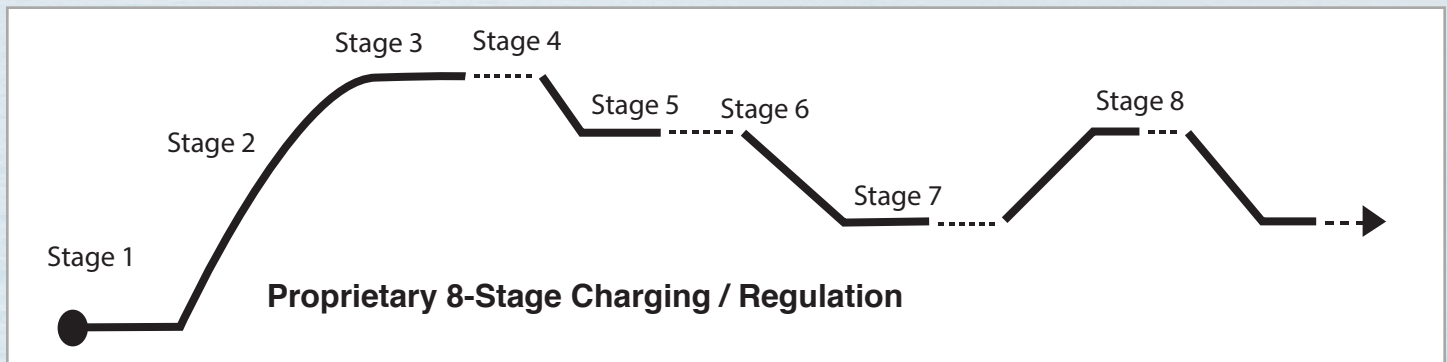 Stage 1
Stage 2
Stage 3
Stage 4
Stage 5
Stage 6
Stage 7
Stage 8
Proprietary 8-Stage Charging / Regulation